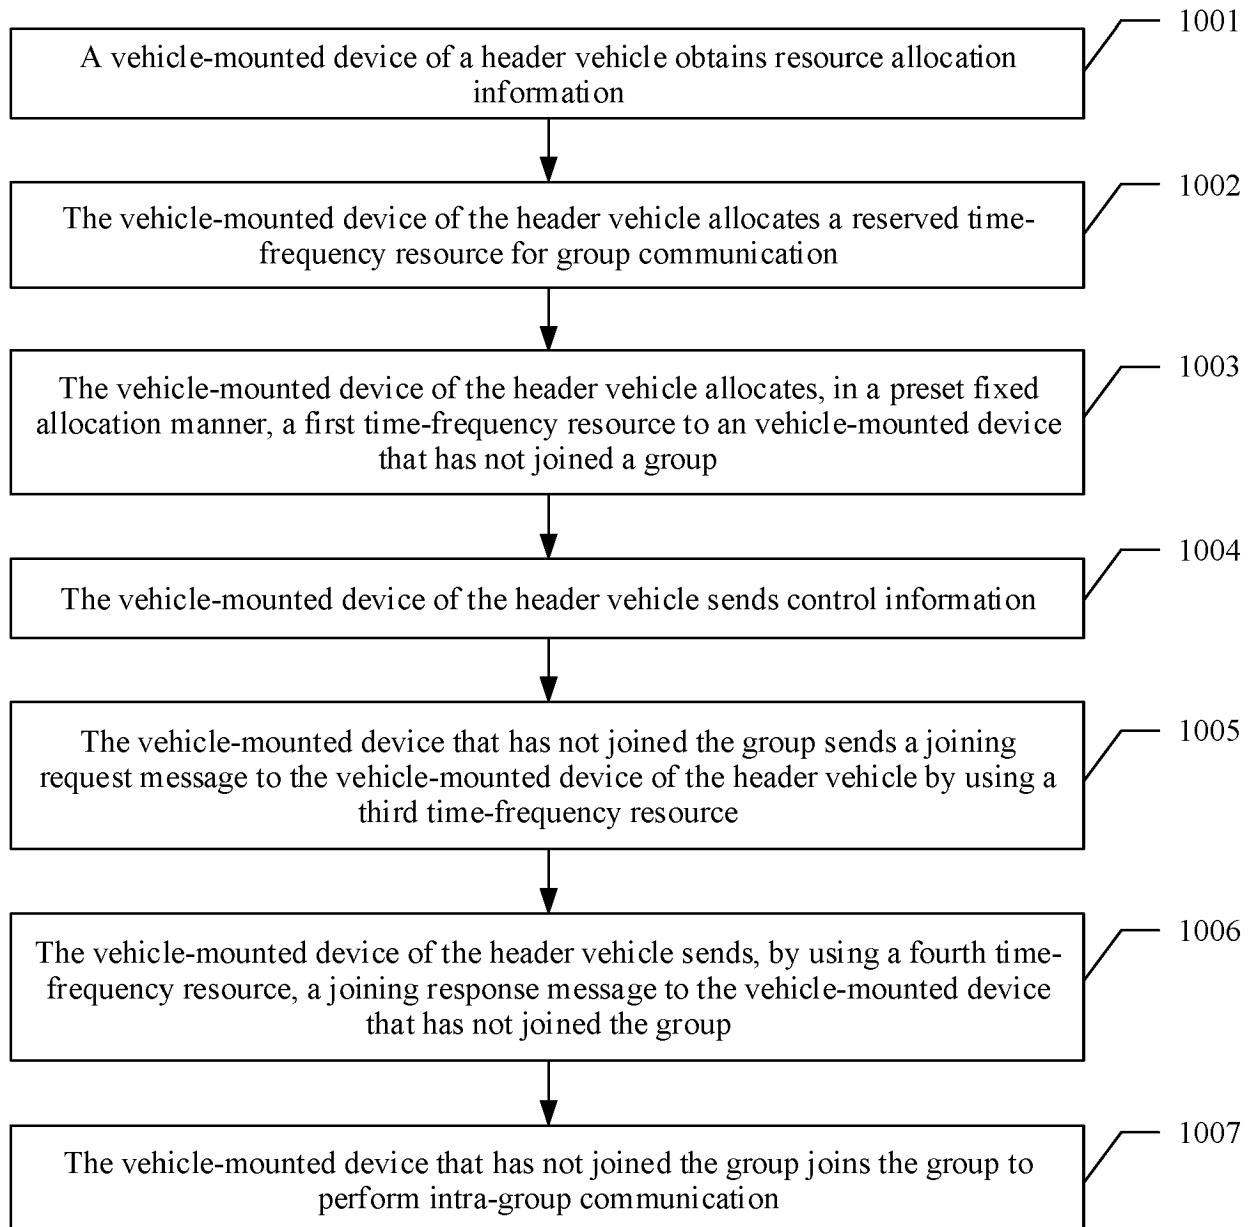 1001
A vehicle-mounted device of a header vehicle obtains resource allocation
information
1002
The vehicle-mounted device of the header vehicle allocates a reserved time-
frequency resource for group communication
1003
The vehicle-mounted device of the header vehicle allocates, in a preset fixed
allocation manner, a first time-frequency resource to an vehicle-mounted device
that has not joined a group
1004
The vehicle-mounted device of the header vehicle sends control information
1005
The vehicle-mounted device that has not joined the group sends a joining
request message to the vehicle-mounted device of the header vehicle by using a
third time-frequency resource
1006
The vehicle-mounted device of the header vehicle sends, by using a fourth time-
frequency resource, a joining response message to the vehicle-mounted device
that has not joined the group
1007
The vehicle-mounted device that has not joined the group joins the group to
perform intra-group communication